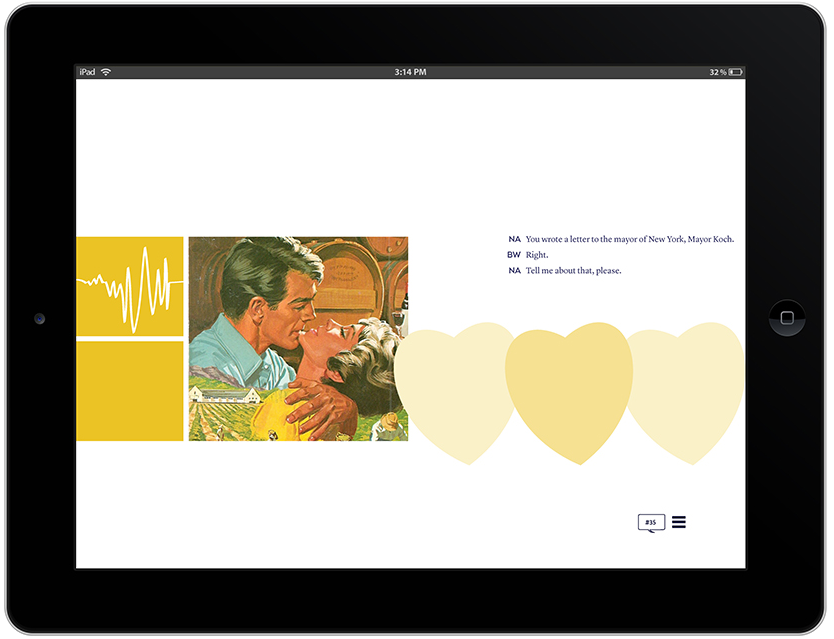 iPad 3:14 PM 32 %
NA You wrote a letter to the mayor of New York, Mayor Koch.
BW Right.
NA Tell me about that, please.
#35